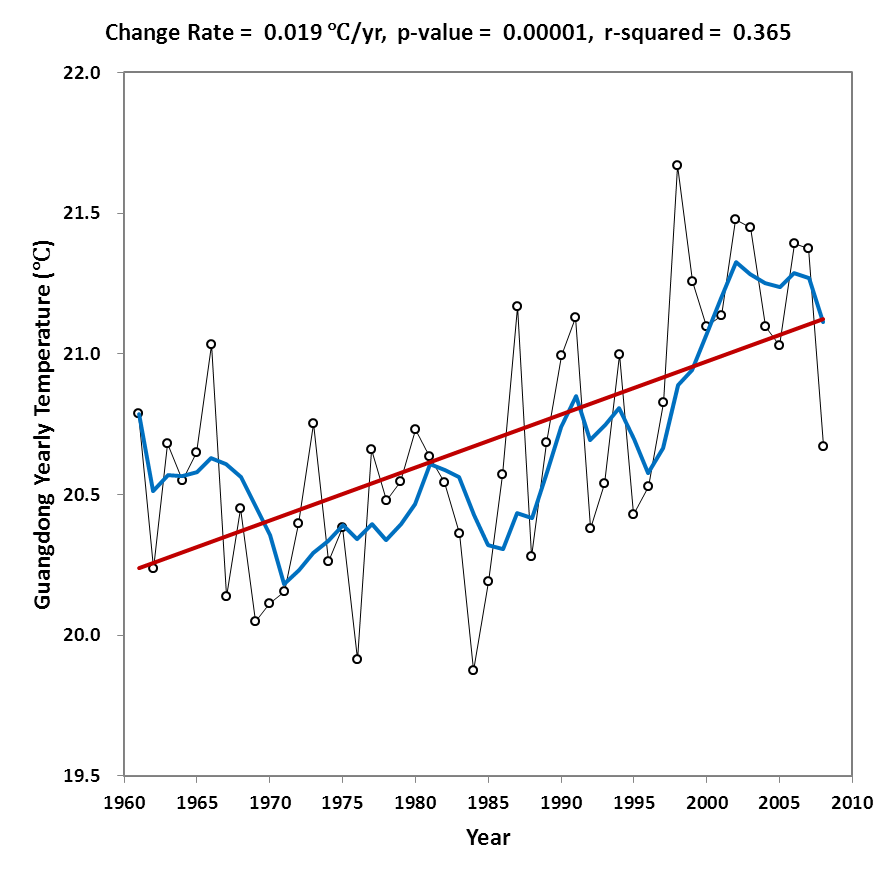 Change Rate = 0.019 ℃/yr, p-value = 0.00001, r-squared = 0.365
22.0
21.5
21.0
20.5
20.0
19.5
Guangdong Yearly Temperature (℃)
1960 1965 1970 1975 1980 1985 1990 1995 2000 2005 2010
Year